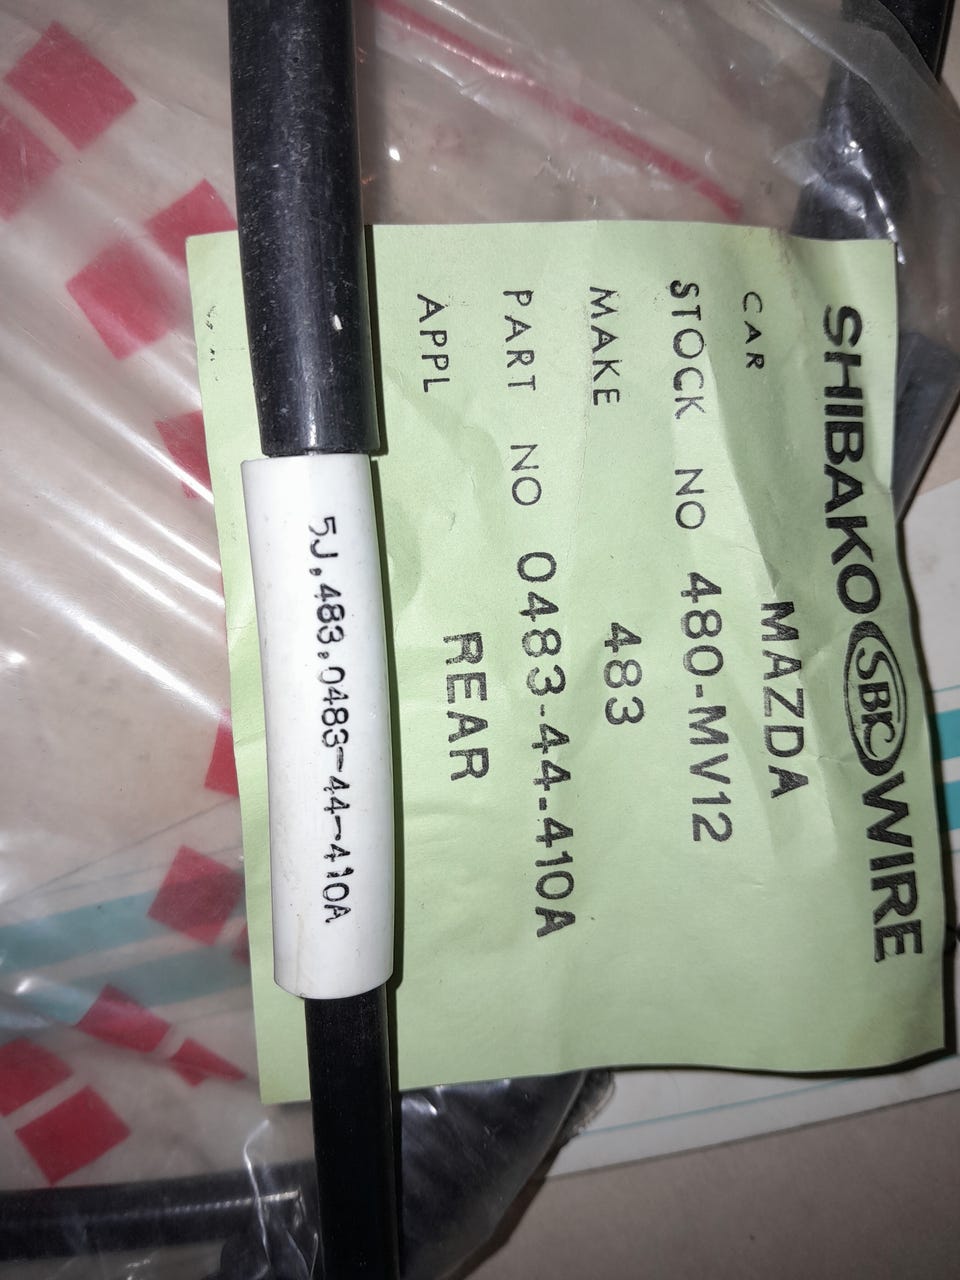 SHIBAKO SBK WIRE
CAR MAZDA
STOCK NO 480-MV12
MAKE 483
PART NO 0483-44-410A
APPL REAR
5J.483.0483-44-410A